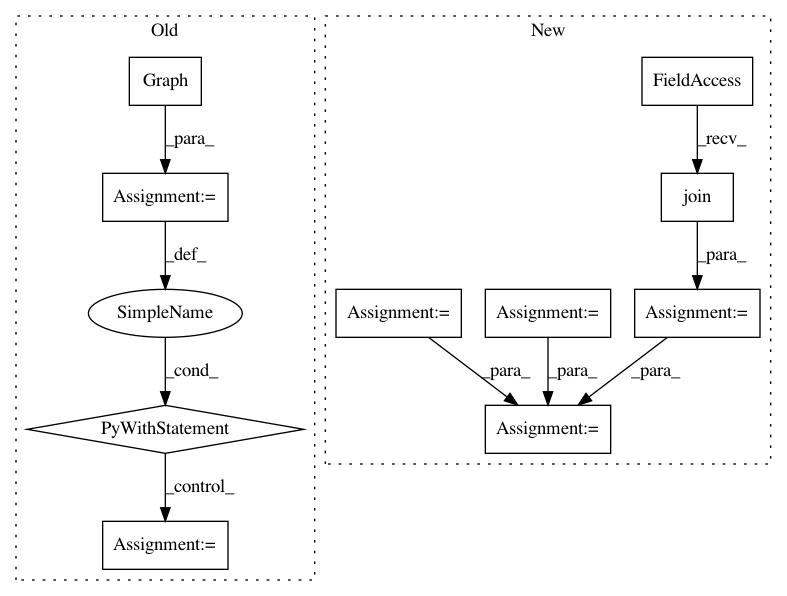 Old
New
Graph
FieldAccess
_para_
_recv_
Assignment:=
join
_def_
_para_
SimpleName
Assignment:=
Assignment:=
Assignment:=
_cond_
_para_
_para_
_para_
PyWithStatement
Assignment:=
_control_
Assignment:=